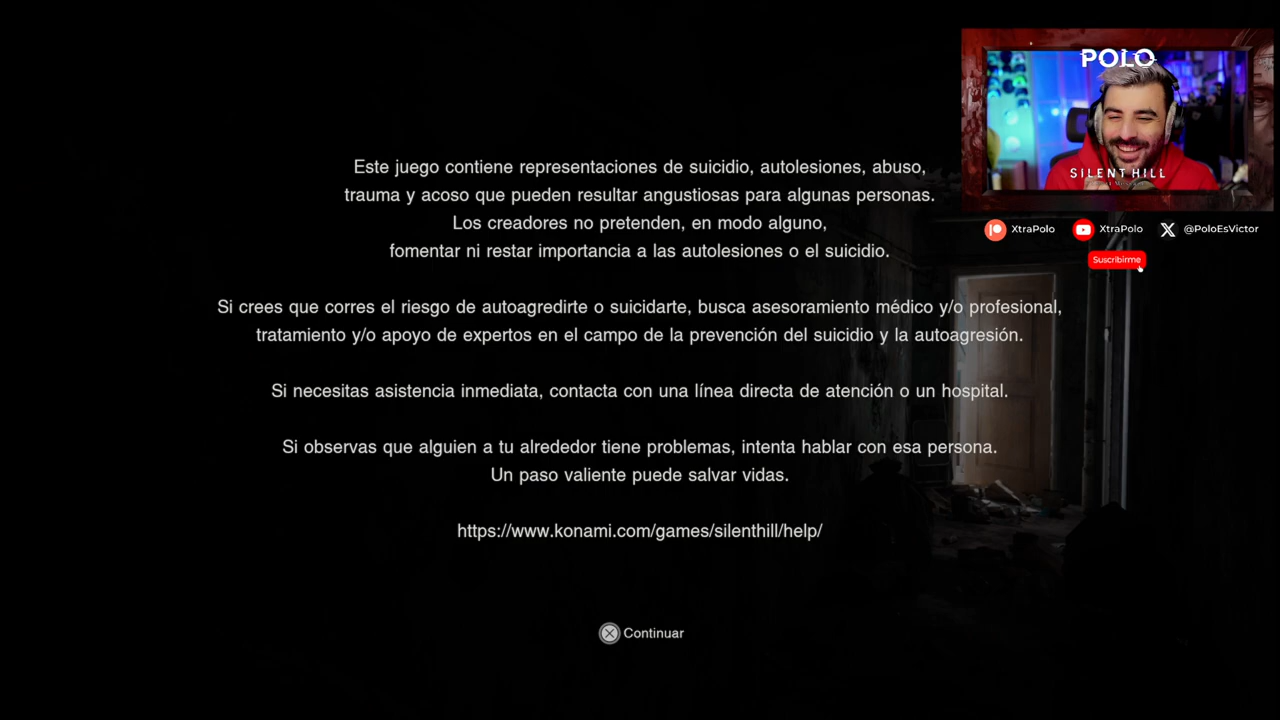 POLO
SILENT HILL
XtraPolo
XtraPolo
@PoloEsVictor
Suscribirme
Este juego contiene representaciones de suicidio, autolesiones, abuso,
trauma y acoso que pueden resultar angustiosas para algunas personas.
Los creadores no pretenden, en modo alguno,
fomentar ni restar importancia a las autolesiones o el suicidio.
Si crees que corres el riesgo de autoagredirte o suicidarte, busca asesoramiento médico y/o profesional,
tratamiento y/o apoyo de expertos en el campo de la prevención del suicidio y la autoagresión.
Si necesitas asistencia inmediata, contacta con una línea directa de atención o un hospital.
Si observas que alguien a tu alrededor tiene problemas, intenta hablar con esa persona.
Un paso valiente puede salvar vidas.
https://www.konami.com/games/silenthill/help/
Continuar